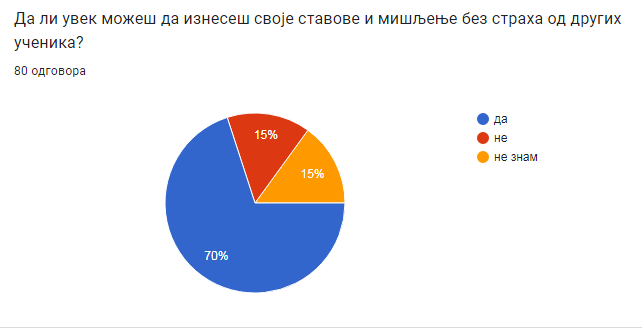 Да ли увек можеш да изнесеш своје ставове и мишљење без страха од других
ученика?
80 одговора
да
не
не знам
15%
15%
70%